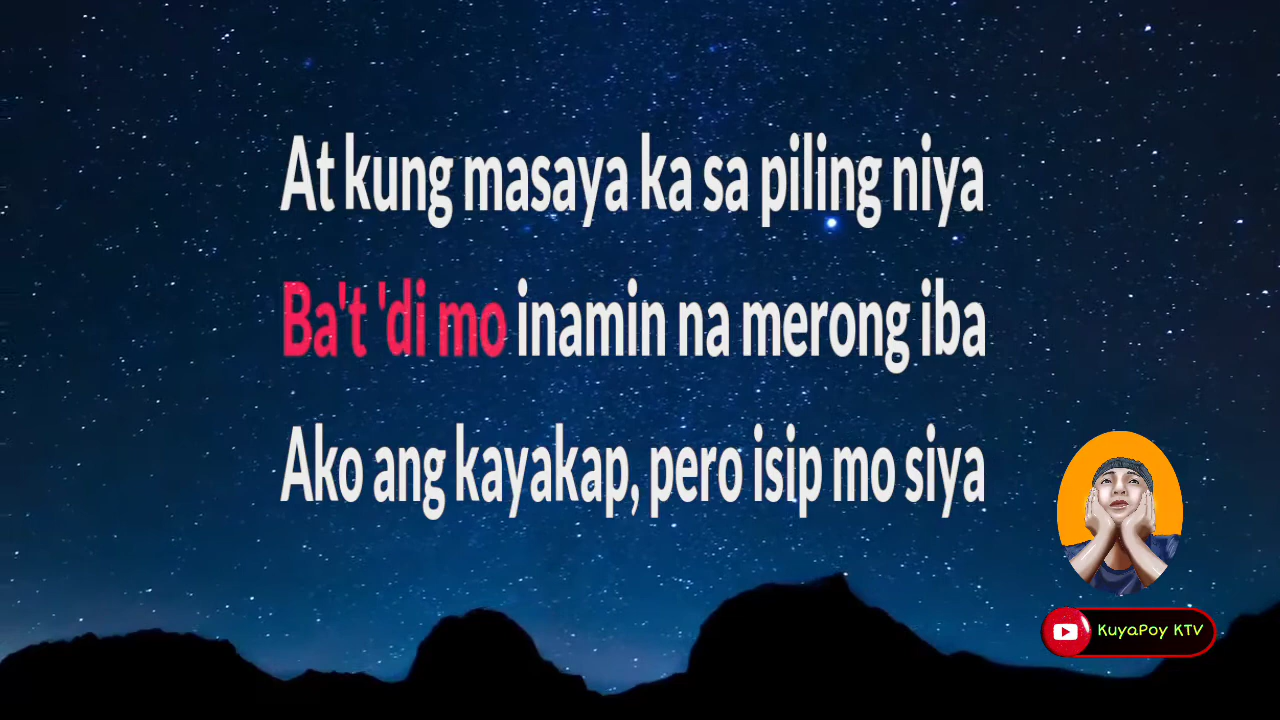 At kung masaya ka sa piling niya
Ba't 'di mo inamin na merong iba
Ako ang kayakap, pero isip mo siya
KuyaPoy KTV